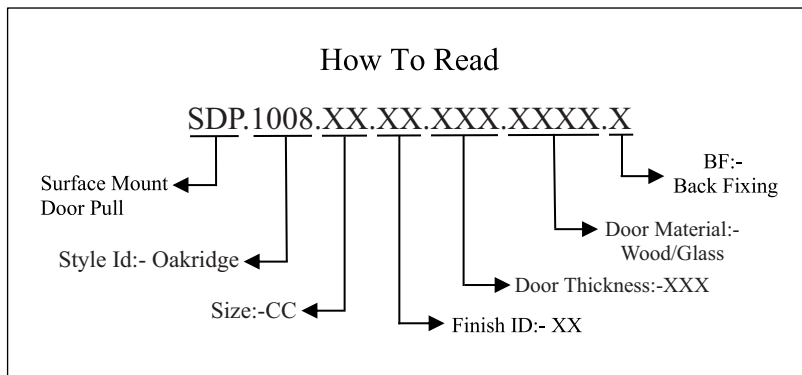 How To Read
SDP.1008.XX.XX.XXX.XXXX.X
Surface Mount
Door Pull
BF:-
Back Fixing
Style Id:- Oakridge
Door Material:-
Wood/Glass
Size:-CC
Door Thickness:-XXX
Finish ID:- XX